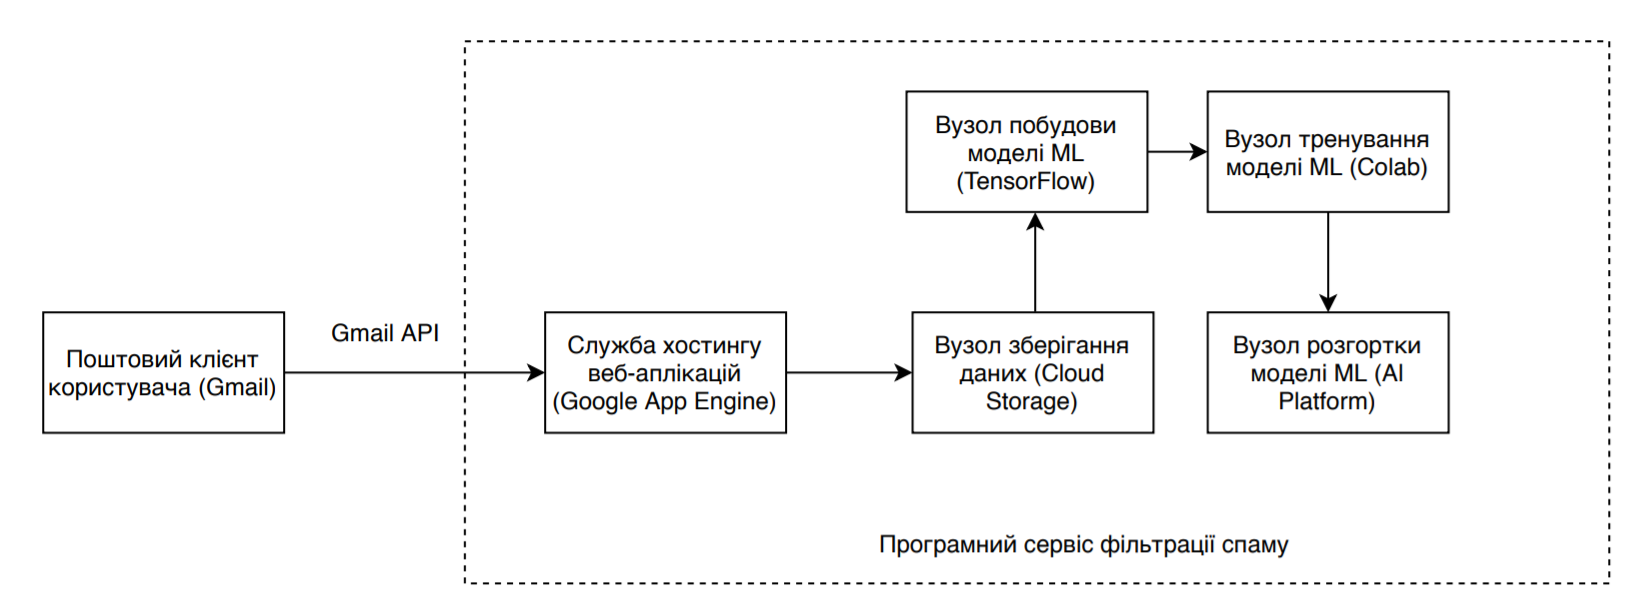 Вузол побудови
моделі ML
(TensorFlow)
Вузол тренування
моделі ML (Colab)
Поштовий клієнт
користувача (Gmail)
Gmail API
Служба хостингу
веб-аплікацій
(Google App Engine)
Вузол зберігання
даних (Cloud
Storage)
Вузол розгортки
моделі ML (AI
Platform)
Програмний сервіс фільтрації спаму